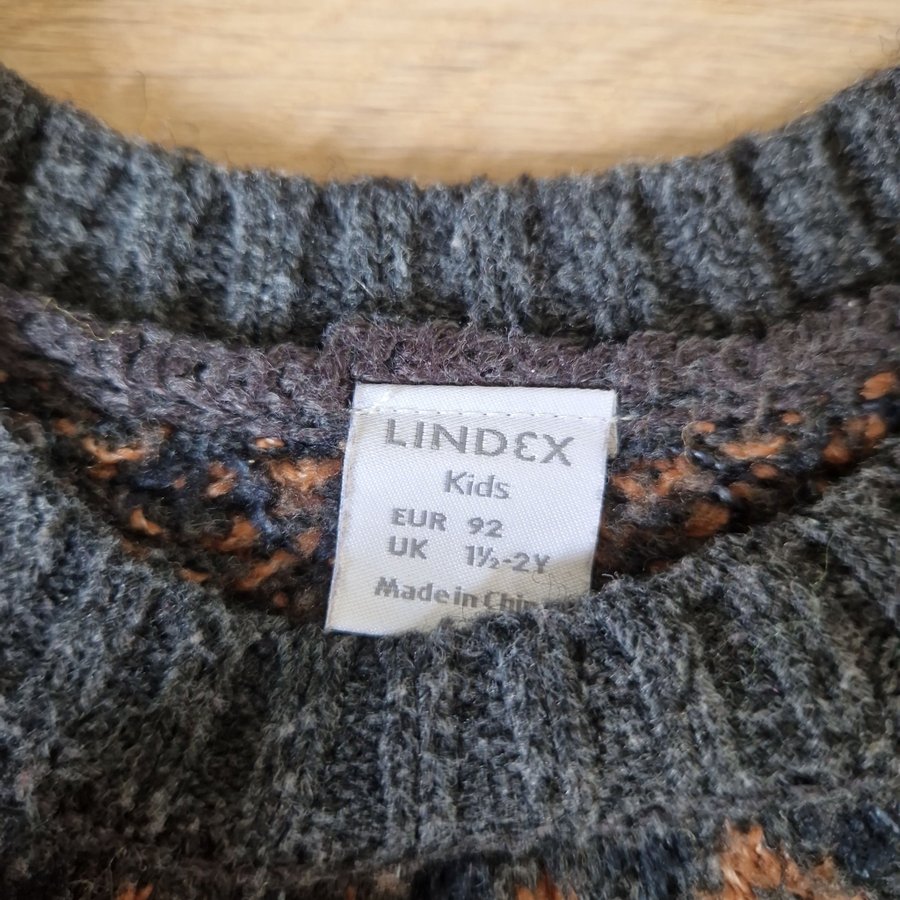 LINDEX
Kids
EUR 92
UK 1½-2Y
Made in